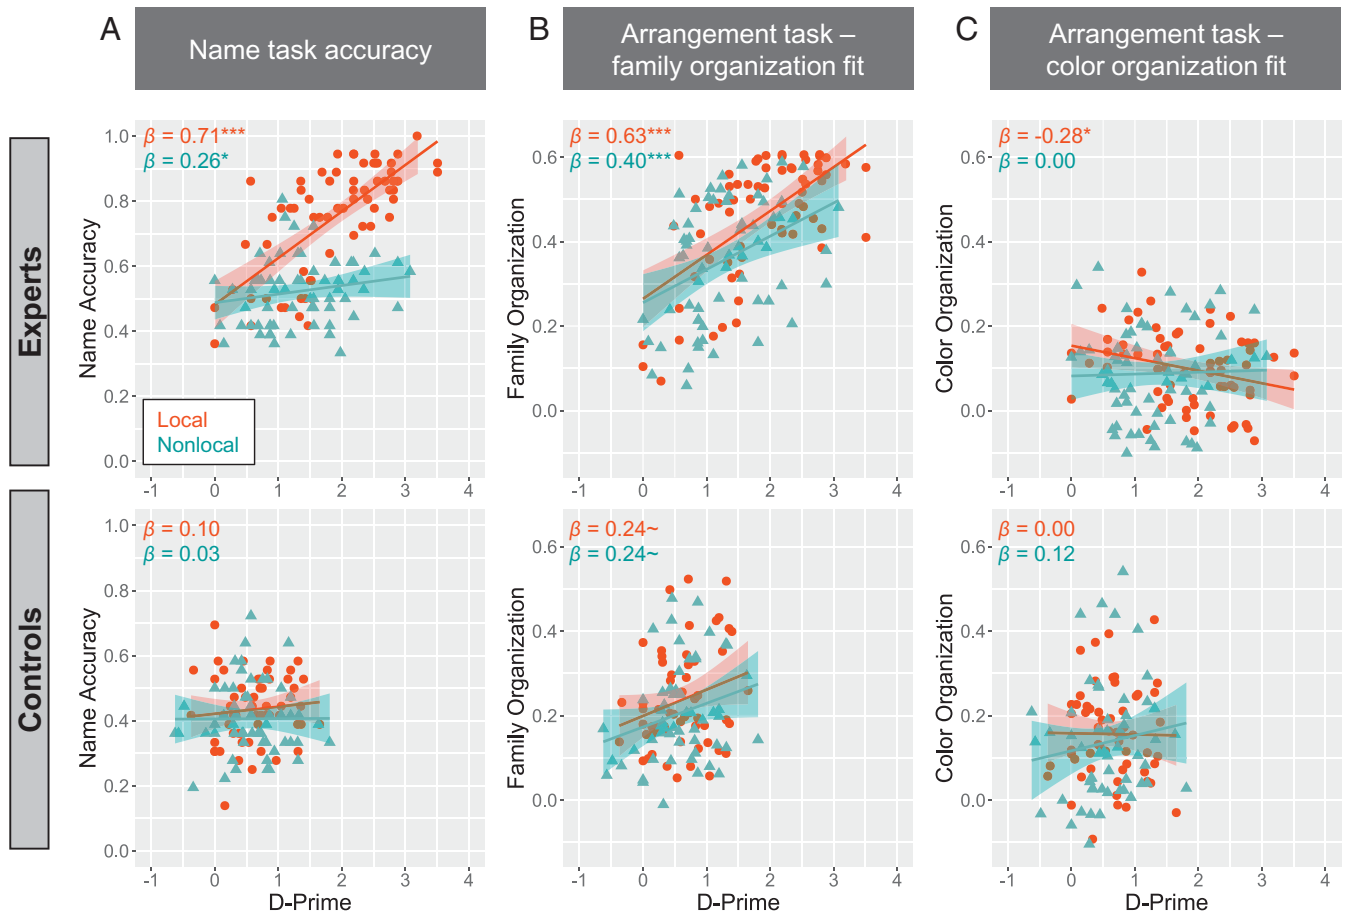 A
Name task accuracy
B
Arrangement task –
family organization fit
C
Arrangement task –
color organization fit
Experts
Name Accuracy
1.0
0.8
0.6
0.4
0.2
0.0
β = 0.71***
β = 0.26*
Local
Nonlocal
-1 0 1 2 3 4
Family Organization
0.6
0.4
0.2
0.0
β = 0.63***
β = 0.40***
-1 0 1 2 3 4
Color Organization
0.6
0.4
0.2
0.0
β = -0.28*
β = 0.00
-1 0 1 2 3 4
Controls
Name Accuracy
1.0
0.8
0.6
0.4
0.2
0.0
β = 0.10
β = 0.03
-1 0 1 2 3 4
D-Prime
Family Organization
0.6
0.4
0.2
0.0
β = 0.24~
β = 0.24~
-1 0 1 2 3 4
D-Prime
Color Organization
0.6
0.4
0.2
0.0
β = 0.00
β = 0.12
-1 0 1 2 3 4
D-Prime